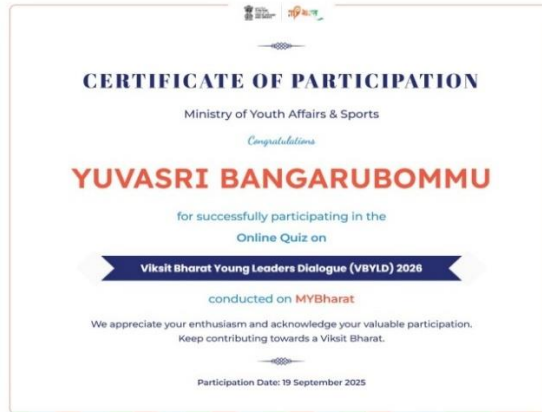 CERTIFICATE OF PARTICIPATION
Ministry of Youth Affairs & Sports
Congratulations
YUVASRI BANGARUBOMMU
for successfully participating in the
Online Quiz on
Viksit Bharat Young Leaders Dialogue (VBYLD) 2026
conducted on MYBharat
We appreciate your enthusiasm and acknowledge your valuable participation.
Keep contributing towards a Viksit Bharat.
Participation Date: 19 September 2025